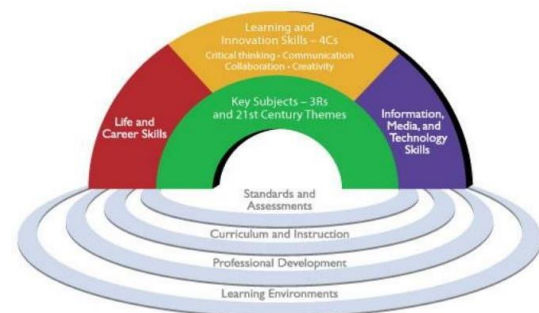 Learning and
Innovation Skills – 4Cs
Critical thinking • Communication
Collaboration • Creativity
Key Subjects – 3Rs
and 21st Century Themes
Life and
Career Skills
Information,
Media, and
Technology
Skills
Standards and
Assessments
Curriculum and Instruction
Professional Development
Learning Environments